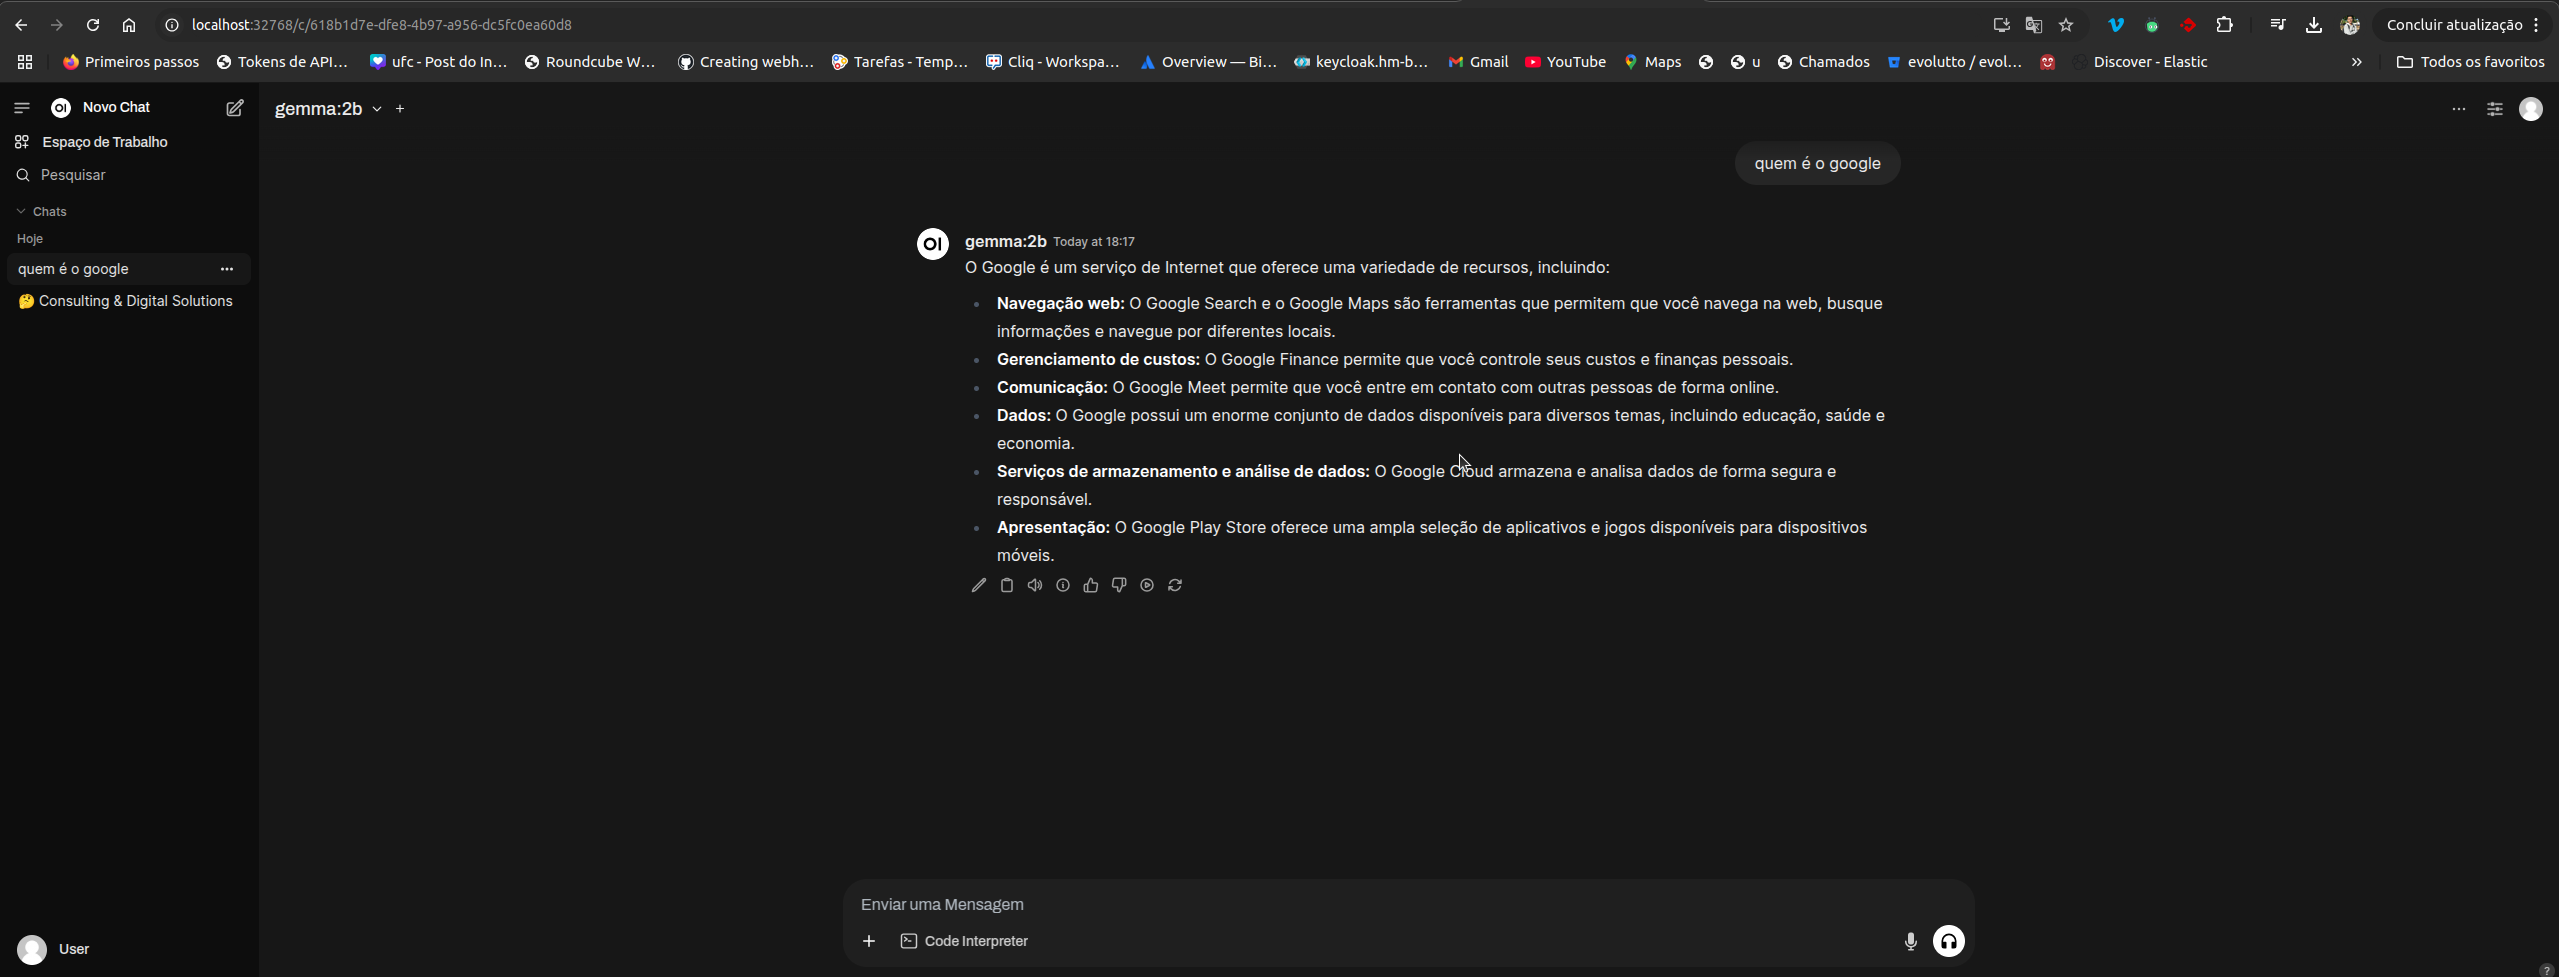 localhost:32768/c/618b1d7e-dfe8-4b97-a956-dc5fc0ea60d8
Concluir atualização
Primeiros passos
Tokens de API...
ufc - Post do In...
Roundcube W...
Creating webh...
Tarefas - Temp...
Cliq - Workspa...
Overview — Bi...
keycloak.hm-b...
Gmail
YouTube
Maps
u
Chamados
evolutto / evol...
Discover - Elastic
Todos os favoritos
OI Novo Chat
Espaço de Trabalho
Pesquisar
Chats
Hoje
quem é o google
🤔 Consulting & Digital Solutions
User
gemma:2b
quem é o google
OI gemma:2b Today at 18:17
O Google é um serviço de Internet que oferece uma variedade de recursos, incluindo:
• Navegação web: O Google Search e o Google Maps são ferramentas que permitem que você navega na web, busque
informações e navegue por diferentes locais.
• Gerenciamento de custos: O Google Finance permite que você controle seus custos e finanças pessoais.
• Comunicação: O Google Meet permite que você entre em contato com outras pessoas de forma online.
• Dados: O Google possui um enorme conjunto de dados disponíveis para diversos temas, incluindo educação, saúde e
economia.
• Serviços de armazenamento e análise de dados: O Google Cloud armazena e analisa dados de forma segura e
responsável.
• Apresentação: O Google Play Store oferece uma ampla seleção de aplicativos e jogos disponíveis para dispositivos
móveis.
Enviar uma Mensagem
Code Interpreter
?